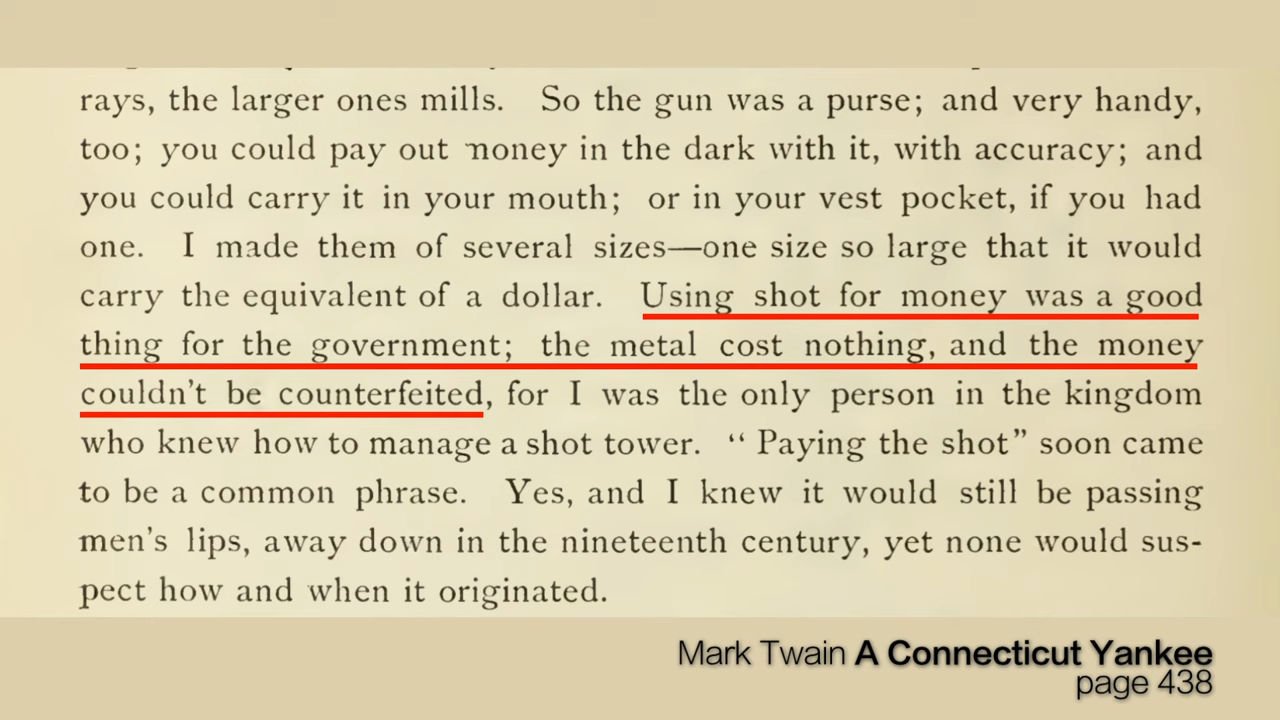 rays, the larger ones mills. So the gun was a purse; and very handy,
too; you could pay out money in the dark with it, with accuracy; and
you could carry it in your mouth; or in your vest pocket, if you had
one. I made them of several sizes—one size so large that it would
carry the equivalent of a dollar. Using shot for money was a good
thing for the government; the metal cost nothing, and the money
couldn't be counterfeited, for I was the only person in the kingdom
who knew how to manage a shot tower. “ Paying the shot” soon came
to be a common phrase. Yes, and I knew it would still be passing
men's lips, away down in the nineteenth century, yet none would sus-
pect how and when it originated.
Mark Twain A Connecticut Yankee
page 438